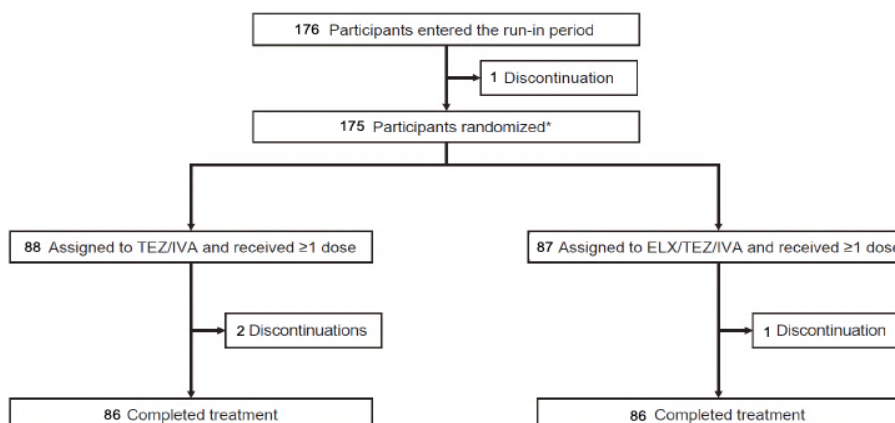 176 Participants entered the run-in period
1 Discontinuation
175 Participants randomized*
88 Assigned to TEZ/IVA and received ≥1 dose
87 Assigned to ELX/TEZ/IVA and received ≥1 dose
2 Discontinuations
1 Discontinuation
86 Completed treatment
86 Completed treatment